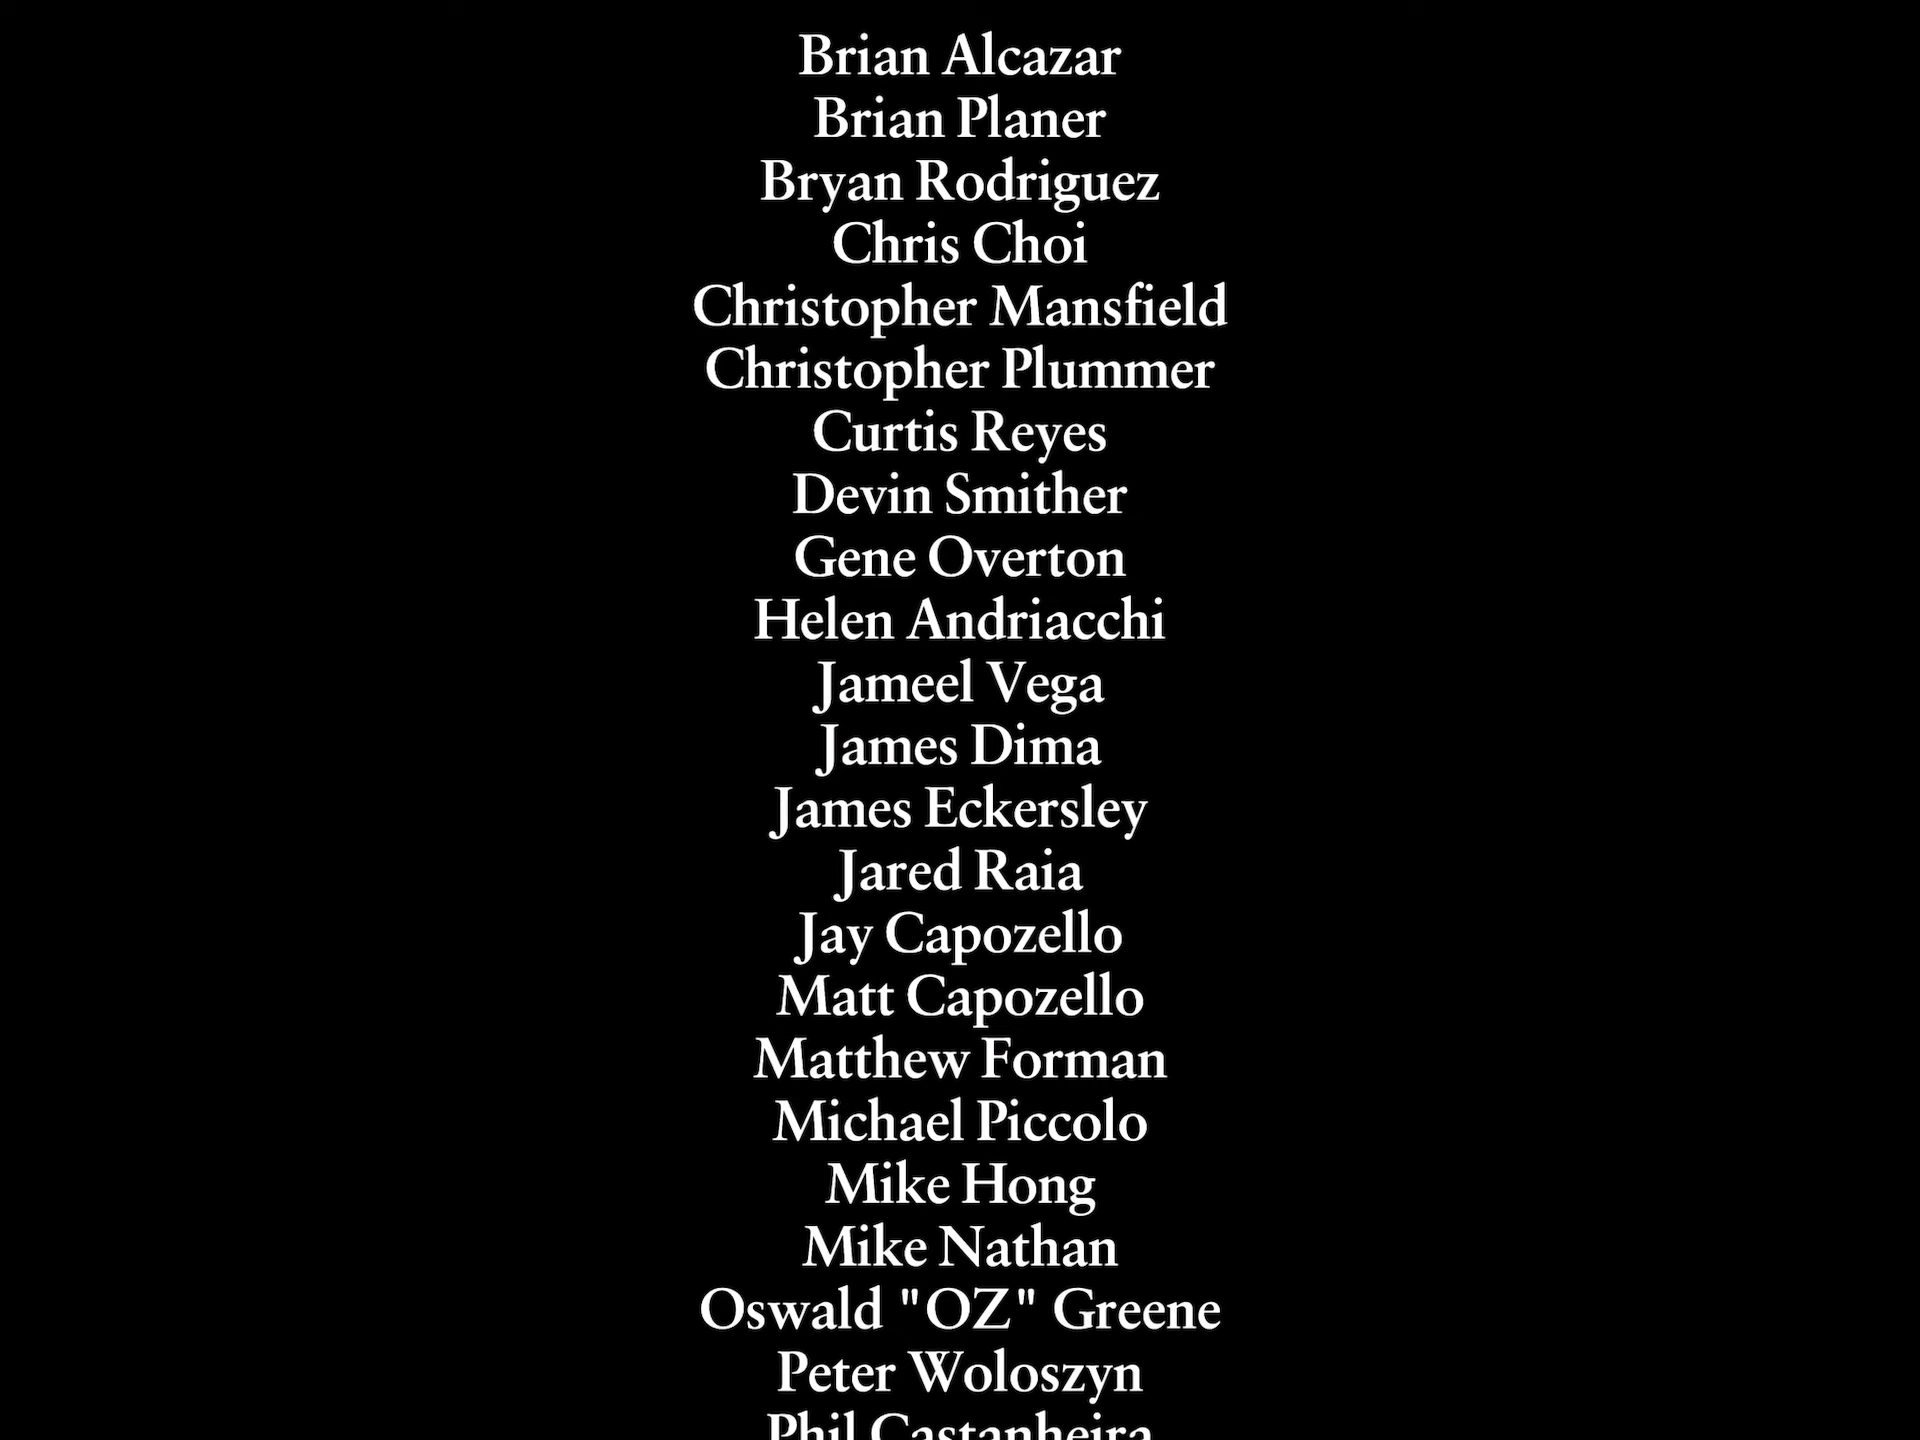 Brian Alcazar
Brian Planer
Bryan Rodriguez
Chris Choi
Christopher Mansfield
Christopher Plummer
Curtis Reyes
Devin Smither
Gene Overton
Helen Andriacchi
Jameel Vega
James Dima
James Eckersley
Jared Raia
Jay Capozello
Matt Capozello
Matthew Forman
Michael Piccolo
Mike Hong
Mike Nathan
Oswald "OZ" Greene
Peter Woloszyn
Phil Castanheira